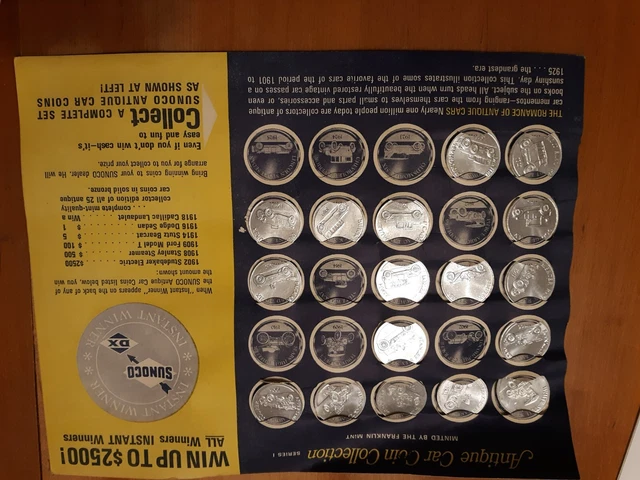 Antique Car Coin Collection SERIES I
MINTED BY THE FRANKLIN MINT
THE ROMANCE OF ANTIQUE CARS Nearly one million people today are collectors of antique
car mementos—ranging from the cars themselves to small parts and accessories, or even
books on the subject. All heads turn when the beautifully restored vintage car passes on a
sunshiny day. This collection illustrates some of the favorite cars of the period 1901 to
1925 . . . the grandest era.
WIN UP TO $2500!
ALL Winners INSTANT Winners
INSTANT WINNER
SUNOCO
DX
INSTANT WINNER
When "Instant Winner" appears on the back of any of
the Sunoco Antique Car Coins listed below, you win
the amount shown:
1902 Studebaker Electric $2500
1908 Stanley Steamer $ 500
1909 Ford Model T $ 100
1914 Stutz Bearcat $ 5
1916 Dodge Sedan $ 1
1918 Cadillac Landaulet Win a
. . . complete mint-quality
collector edition of all 25 antique
car coins in solid bronze.
Bring winning coins to your SUNOCO dealer. He will
arrange for you to collect your prize.
Even if you don't win cash—it's
easy and fun to
Collect A COMPLETE SET
SUNOCO ANTIQUE CAR COINS
AS SHOWN AT LEFT!